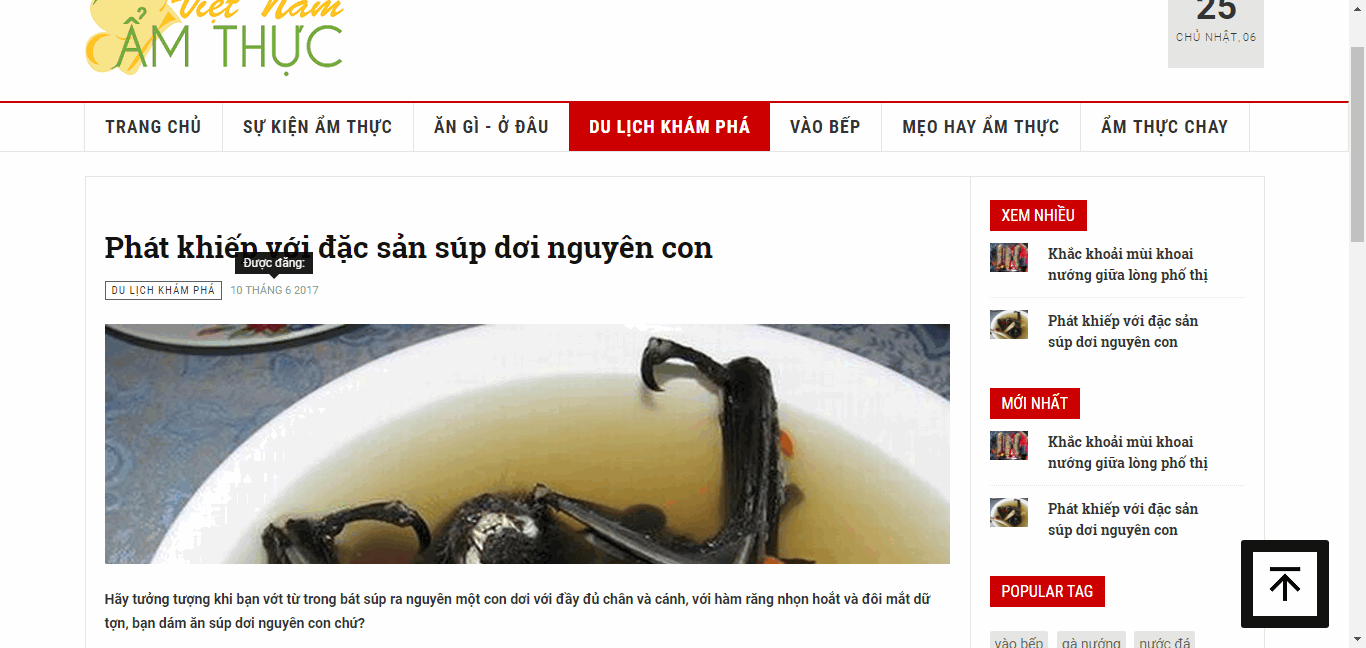 Việt Nam
ẨM THỰC
25
CHỦ NHẬT, 06
TRANG CHỦ
SỰ KIỆN ẨM THỰC
ĂN GÌ - Ở ĐÂU
DU LỊCH KHÁM PHÁ
VÀO BẾP
MẸO HAY ẨM THỰC
ẨM THỰC CHAY
Phát khiếp với đặc sản súp dơi nguyên con
Được đăng:
DU LỊCH KHÁM PHÁ
10 THÁNG 6 2017
Hãy tưởng tượng khi bạn vớt từ trong bát súp ra nguyên một con dơi với đầy đủ chân và cánh, với hàm răng nhọn hoắt và đôi mắt dữ
tợn, bạn dám ăn súp dơi nguyên con chứ?
XEM NHIỀU
Khắc khoải mùi khoai
nướng giữa lòng phố thị
Phát khiếp với đặc sản
súp dơi nguyên con
MỚI NHẤT
Khắc khoải mùi khoai
nướng giữa lòng phố thị
Phát khiếp với đặc sản
súp dơi nguyên con
POPULAR TAG
vào bếp
gà nướng
nước đá